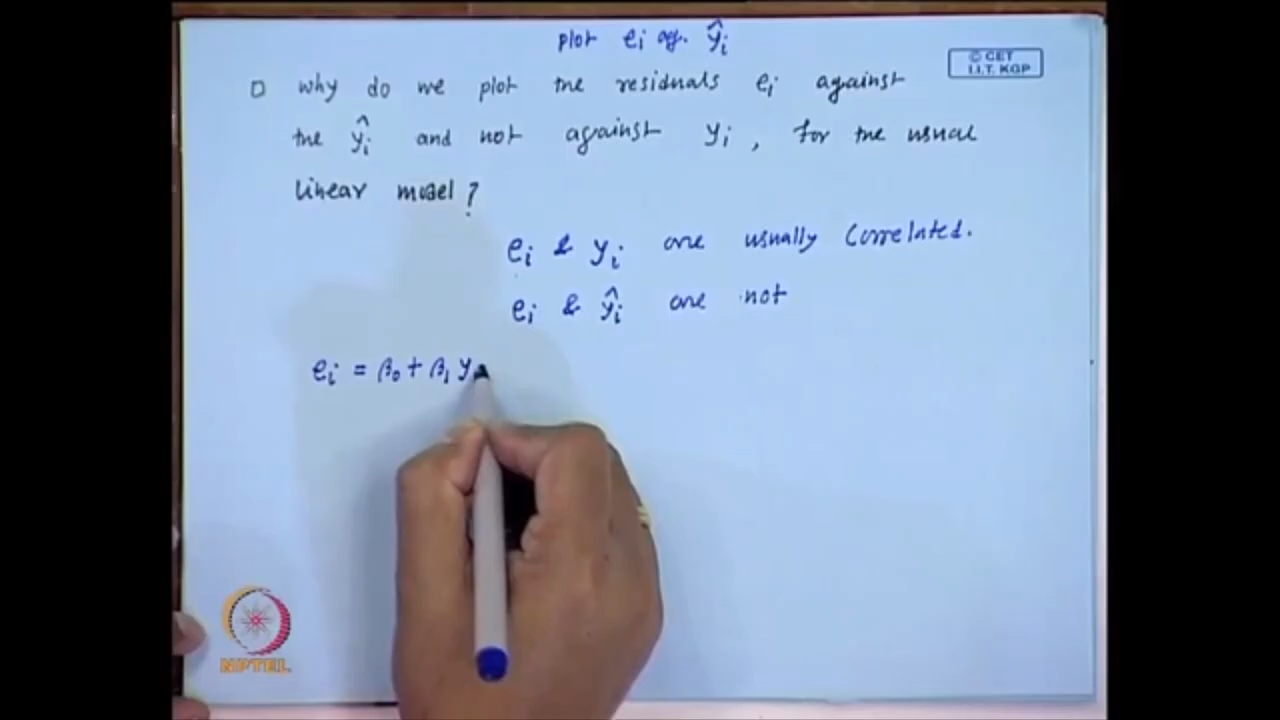 plot eᵢ ag. ŷᵢ
© CET
I.I.T. KGP
□ why do we plot the residuals eᵢ against
the ŷᵢ and not against yᵢ , for the usual
linear model ?
eᵢ & yᵢ are usually correlated.
eᵢ & ŷᵢ are not
eᵢ = β₀ + β₁ y
NPTEL